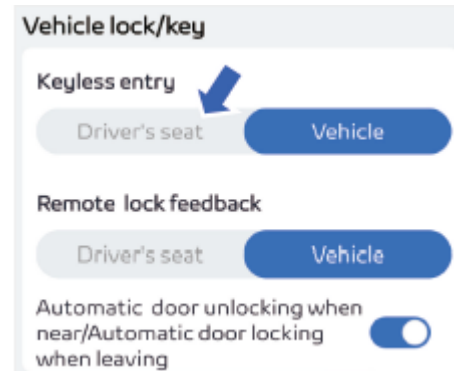 Vehicle lock/key
Keyless entry
Driver's seat Vehicle
Remote lock feedback
Driver's seat Vehicle
Automatic door unlocking when
near/Automatic door locking
when leaving